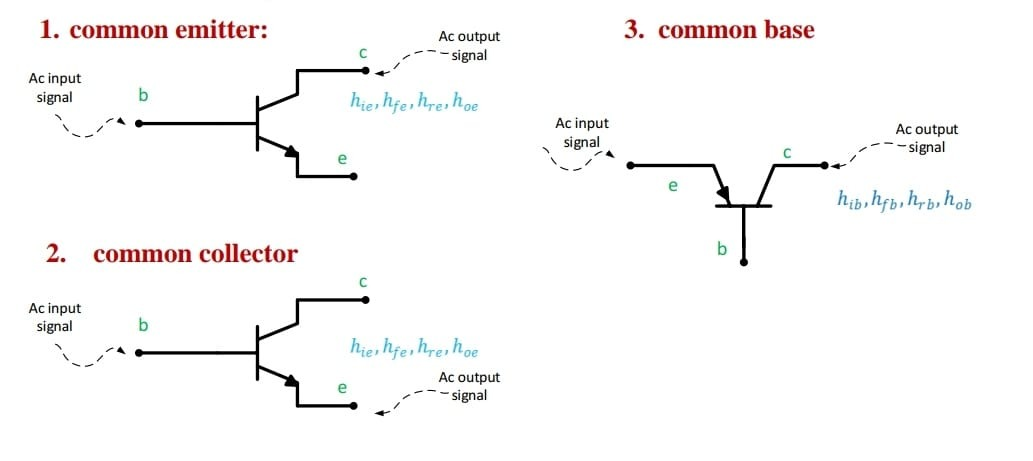 1. common emitter:
Ac input
signal
b
c
Ac output
signal
h_ie, h_fe, h_re, h_oe
e
2. common collector
Ac input
signal
b
c
h_ie, h_fe, h_re, h_oe
e
Ac output
signal
3. common base
Ac input
signal
e
b
c
Ac output
signal
h_ib, h_fb, h_rb, h_ob